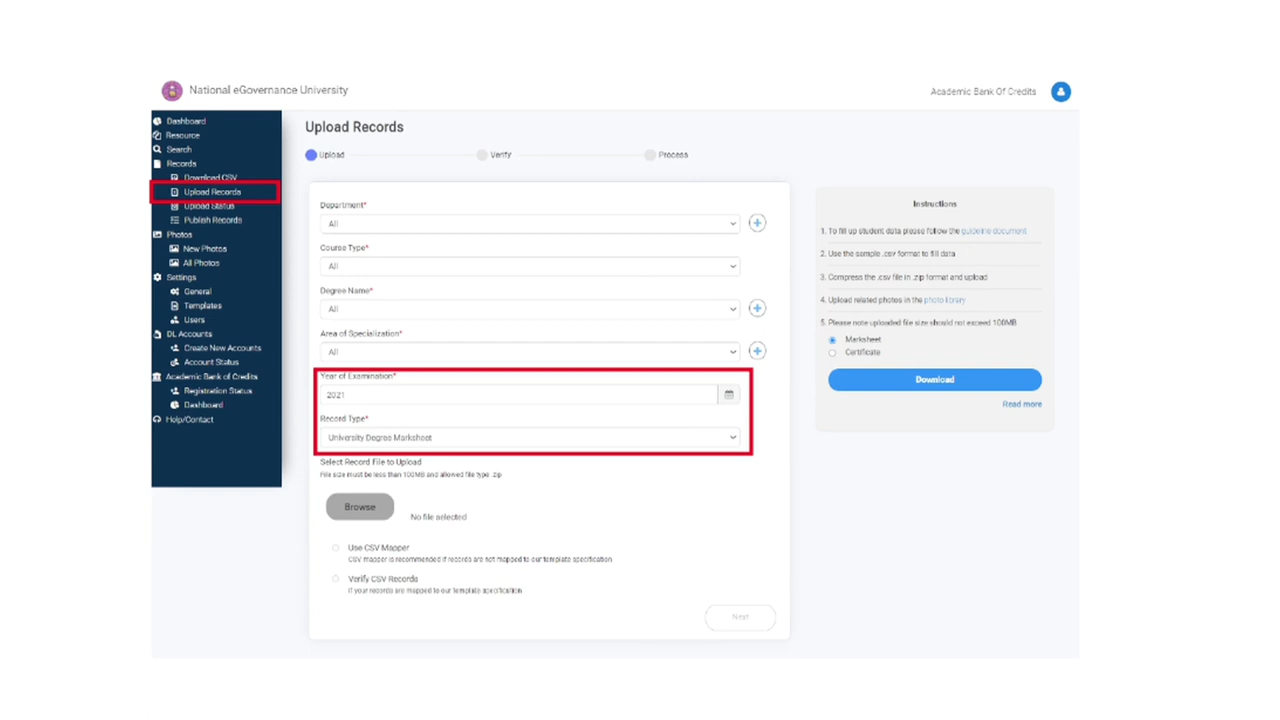 National eGovernance University
Academic Bank Of Credits
Dashboard
Resource
Search
Records
Download CSV
Upload Records
Upload Status
Publish Records
Photos
New Photos
All Photos
Settings
General
Templates
Users
DL Accounts
Create New Accounts
Account Status
Academic Bank of Credits
Registration Status
Dashboard
Help/Contact
Upload Records
Upload
Verify
Process
Department*
All
Course Type*
All
Degree Name*
All
Area of Specialization*
All
Year of Examination*
2021
Record Type*
University Degree Marksheet
Select Record File to Upload
File size must be less than 100MB and allowed file type .zip
Browse
No file selected
Use CSV Mapper
CSV mapper is recommended if records are not mapped to our template specification
Verify CSV Records
If your records are mapped to our template specification
Next
Instructions
1. To fill up student data please follow the guideline document
2. Use the sample .csv format to fill data
3. Compress the .csv file in .zip format and upload
4. Upload related photos in the photo library
5. Please note uploaded file size should not exceed 100MB
Marksheet
Certificate
Download
Read more